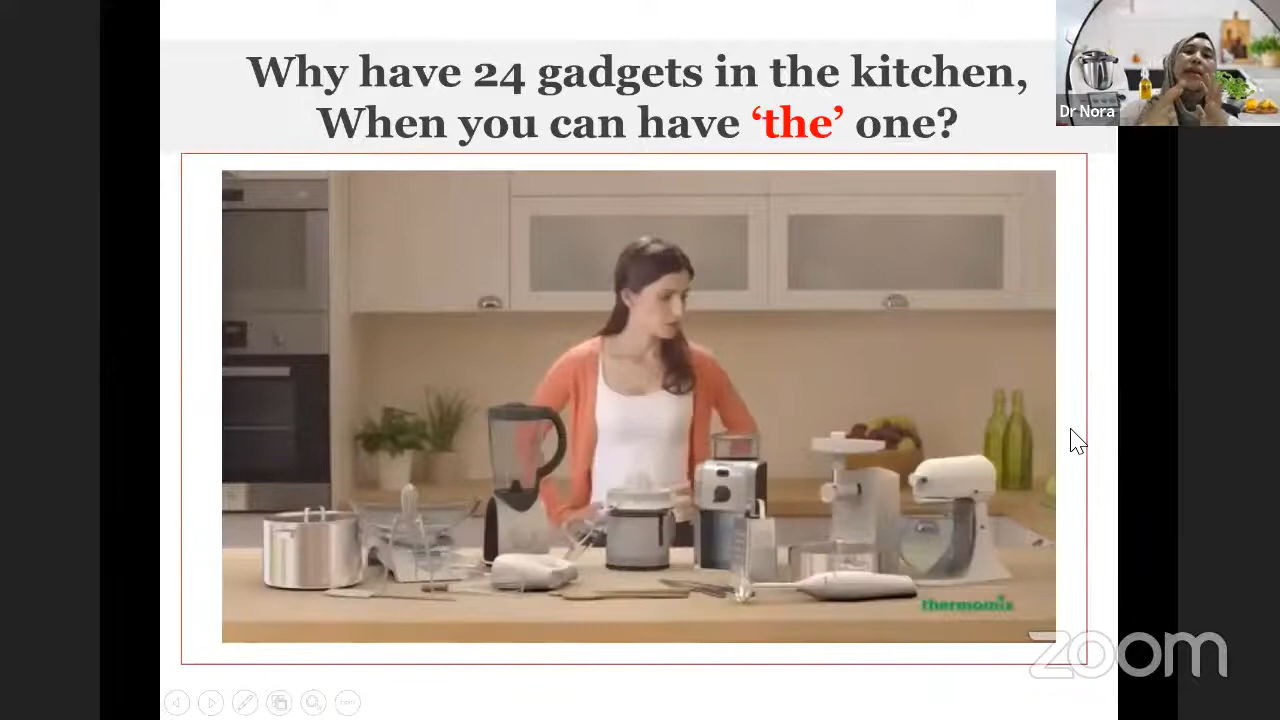 Why have 24 gadgets in the kitchen,
When you can have ‘the’ one?
Dr Nora
thermomix
zoom